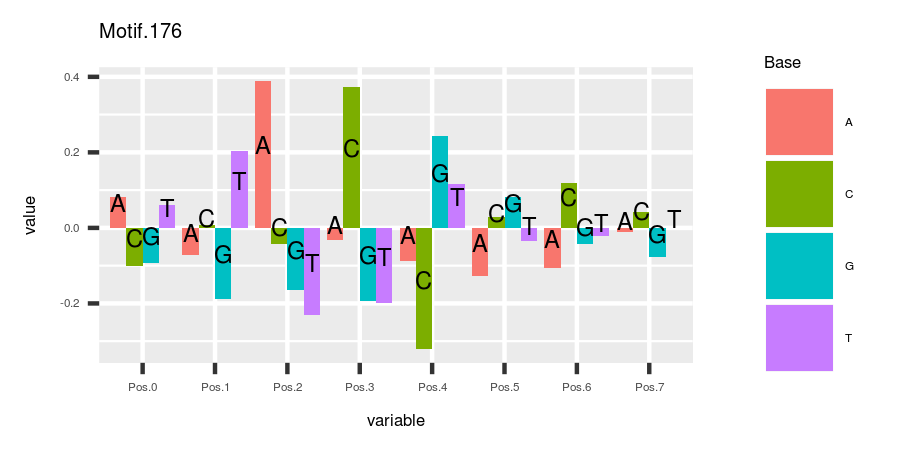 Motif.176
Base
0.4
0.2
0.0
-0.2
value
A C G T A C G T A C G T A C G T A C G T A C G T A C G T A C G T
Pos.0 Pos.1 Pos.2 Pos.3 Pos.4 Pos.5 Pos.6 Pos.7
variable
A
C
G
T